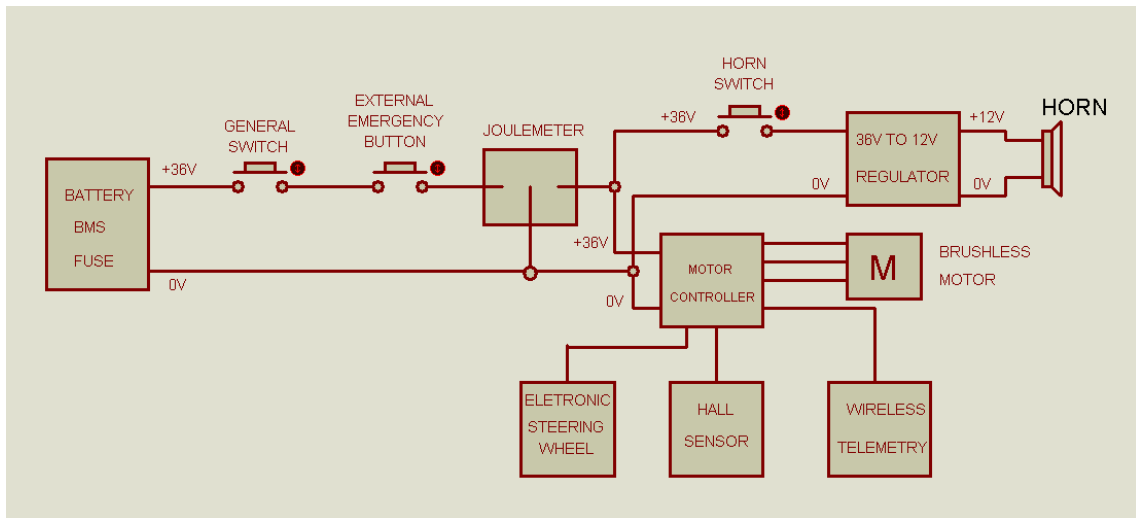 HORN
SWITCH
EXTERNAL
EMERGENCY
BUTTON
GENERAL
SWITCH
JOULEMETER
+36V
+12V
HORN
36V TO 12V
REGULATOR
+36V
0V
0V
BATTERY
BMS
FUSE
+36V
0V
0V
MOTOR
CONTROLLER
M
BRUSHLESS
MOTOR
ELETRONIC
STEERING
WHEEL
HALL
SENSOR
WIRELESS
TELEMETRY